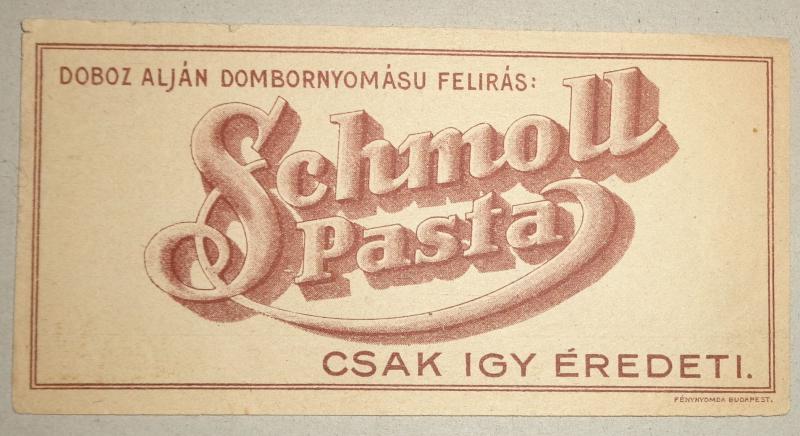 DOBOZ ALJÁN DOMBORNYOMÁSU FELIRÁS:
Schmoll
Pasta
CSAK IGY ÉREDETI.
FÉNYNYOMDA BUDAPEST.